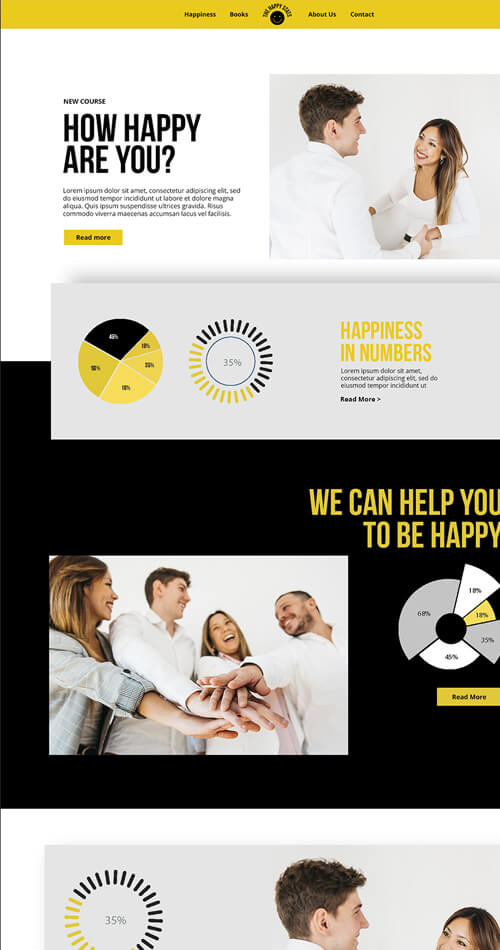 Happiness
Books
THE HAPPY STATS
About Us
Contact
NEW COURSE
HOW HAPPY
ARE YOU?
Lorem ipsum dolor sit amet, consectetur adipiscing elit, sed
do eiusmod tempor incididunt ut labore et dolore magna
aliqua. Quis ipsum suspendisse ultrices gravida. Risus
commodo viverra maecenas accumsan lacus vel facilisis.
Read more
45%
18%
35%
18%
35%
HAPPINESS
IN NUMBERS
Lorem ipsum dolor sit amet,
consectetur adipiscing elit, sed do
eiusmod tempor incididunt ut
Read More >
WE CAN HELP YOU
TO BE HAPPY
18%
68%
18%
35%
45%
Read More
35%